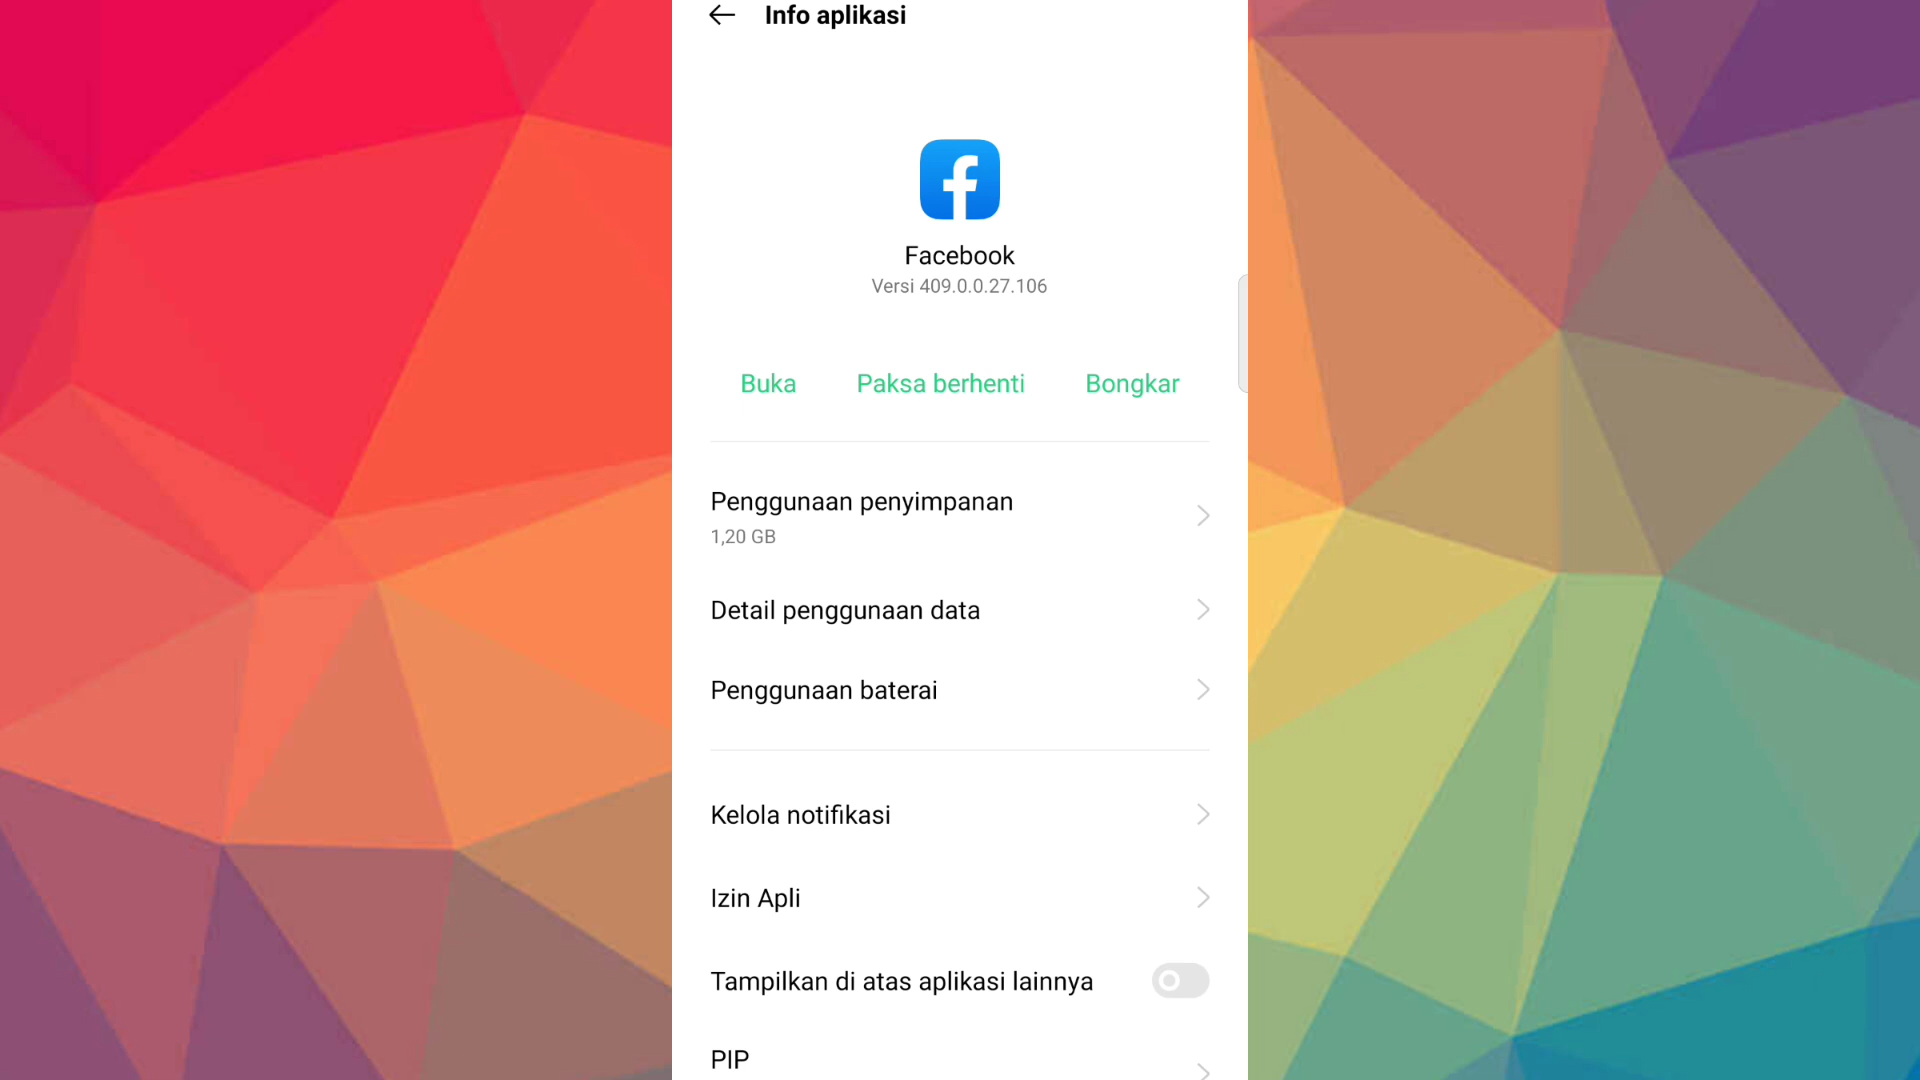 Info aplikasi
Facebook
Versi 409.0.0.27.106
Buka Paksa berhenti Bongkar
Penggunaan penyimpanan
1,20 GB
Detail penggunaan data
Penggunaan baterai
Kelola notifikasi
Izin Apli
Tampilkan di atas aplikasi lainnya
PIP